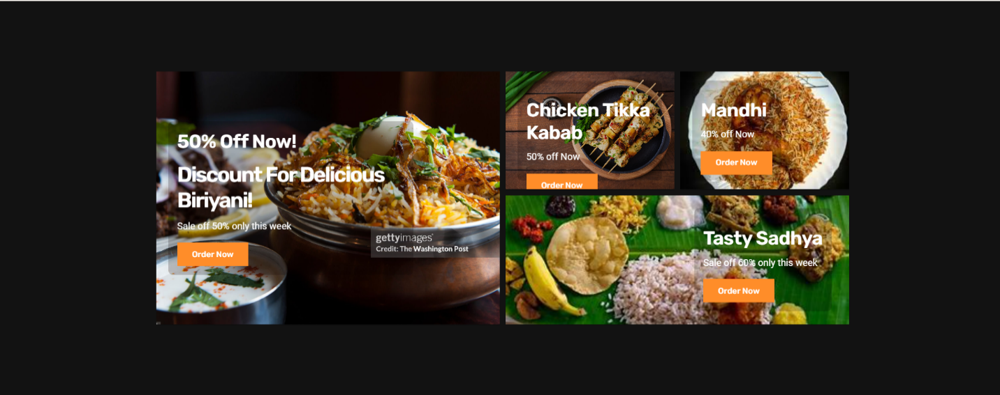 50% Off Now!
Discount For Delicious
Biriyani!
Sale off 50% only this week
Order Now
gettyimages®
Credit: The Washington Post
Chicken Tikka
Kabab
50% off Now
Order Now
Mandhi
40% off Now
Order Now
Tasty Sadhya
Sale off 60% only this week
Order Now